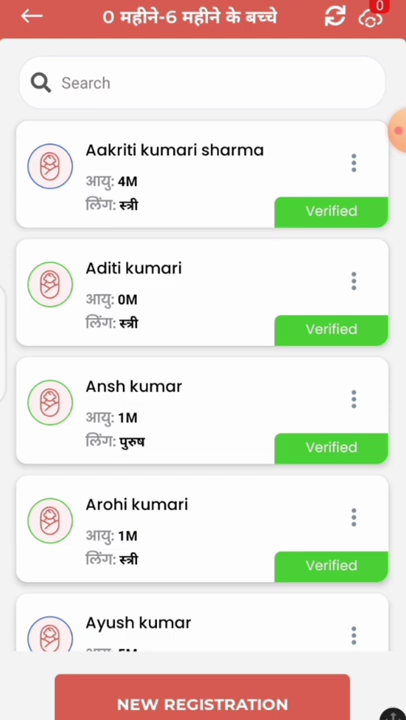 0 महीने-6 महीने के बच्चे
0
Search
Aakriti kumari sharma
आयु: 4M
लिंग: स्त्री
Verified
Aditi kumari
आयु: 0M
लिंग: स्त्री
Verified
Ansh kumar
आयु: 1M
लिंग: पुरुष
Verified
Arohi kumari
आयु: 1M
लिंग: स्त्री
Verified
Ayush kumar
NEW REGISTRATION